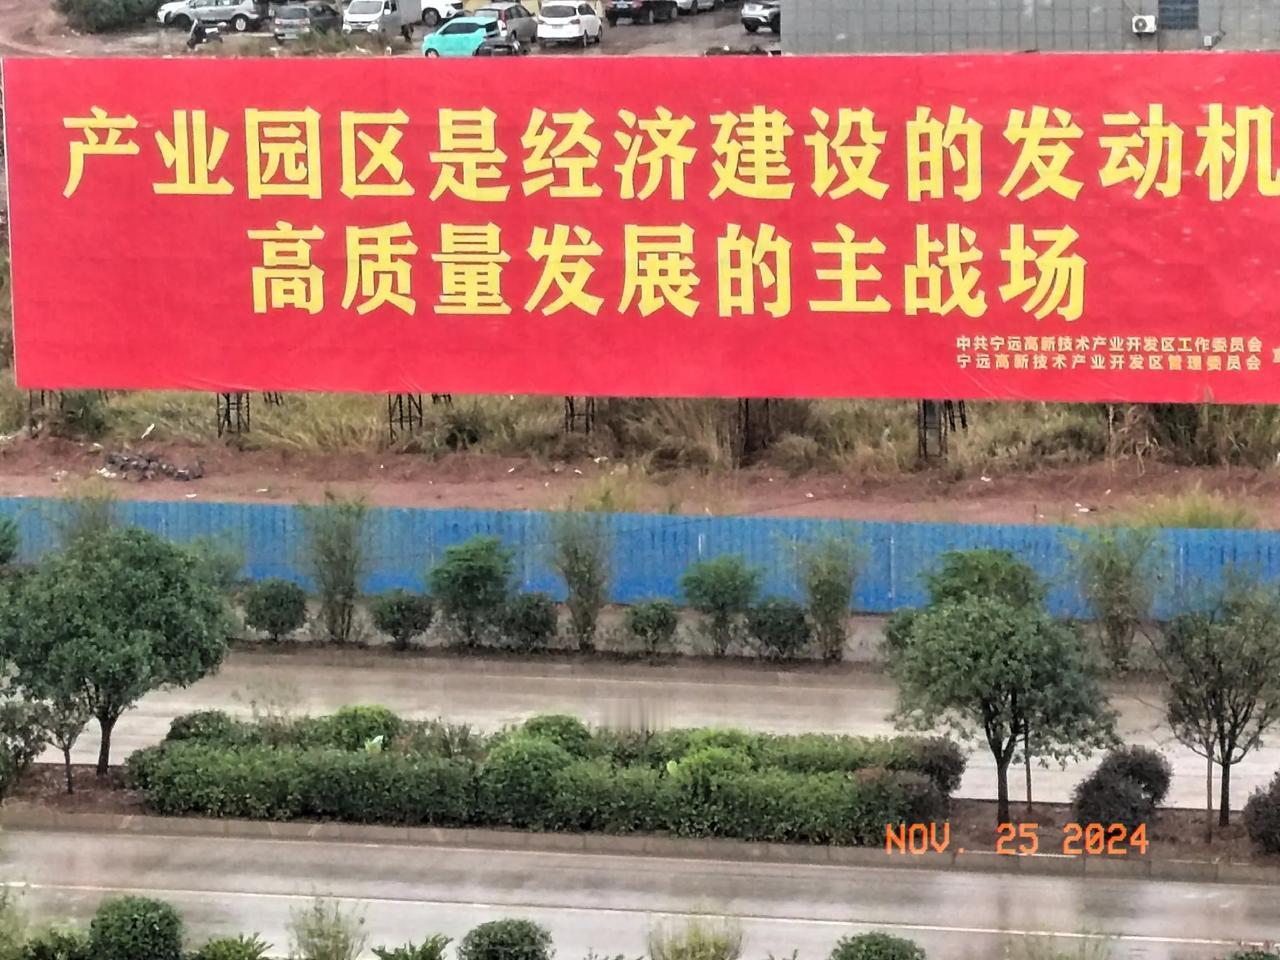 产业园区是经济建设的发动机
高质量发展的主战场
中共宁远高新技术产业开发区工作委员会
宁远高新技术产业开发区管理委员会
NOV. 25 2024